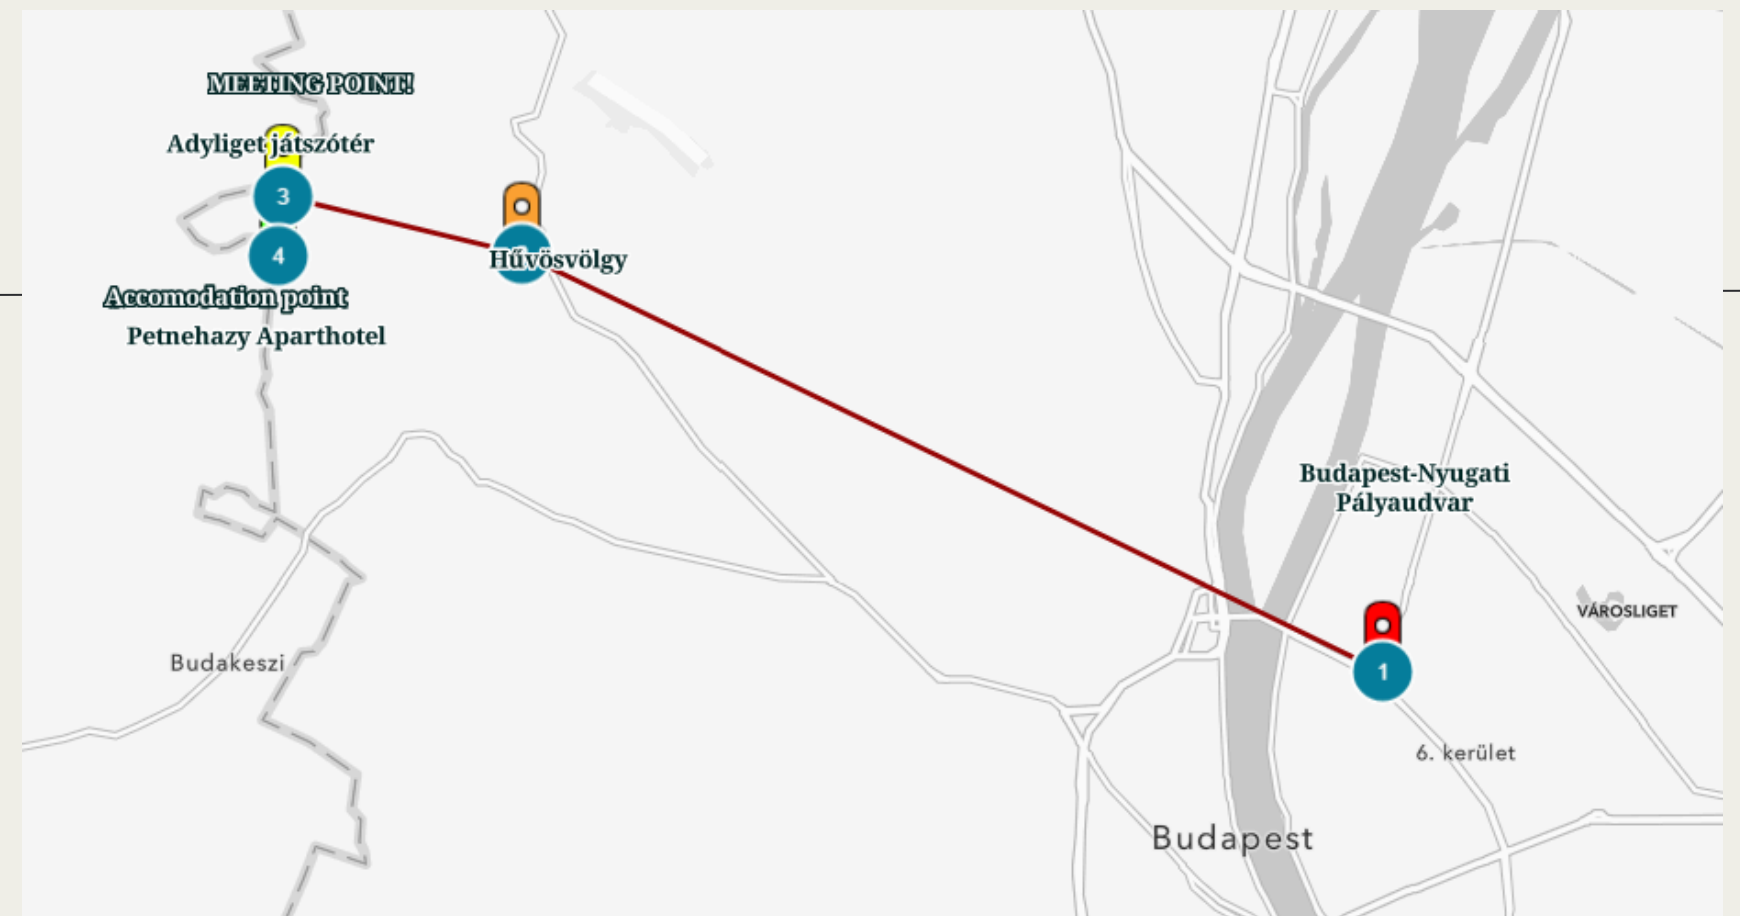 MEETING POINT!
Adyliget játszótér
3
4
Hűvösvölgy
Accomodation point
Petnehazy Aparthotel
Budapest-Nyugati
Pályaudvar
VÁROSLIGET
1
Budakeszi
6. kerület
Budapest